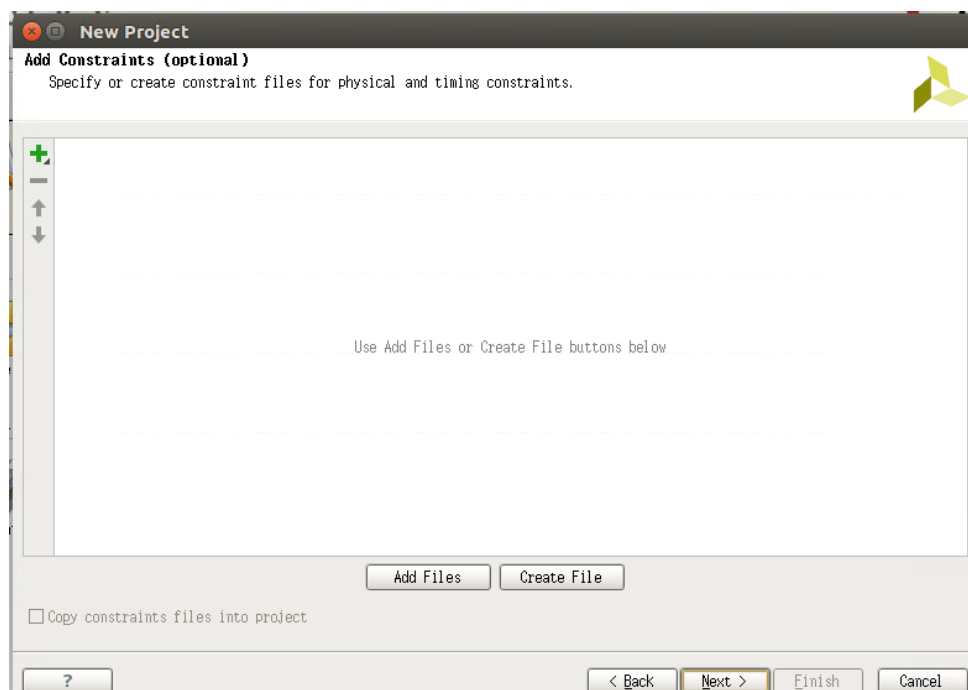 New Project
Add Constraints (optional)
Specify or create constraint files for physical and timing constraints.
Use Add Files or Create File buttons below
Add Files Create File
Copy constraints files into project
? < Back Next > Finish Cancel